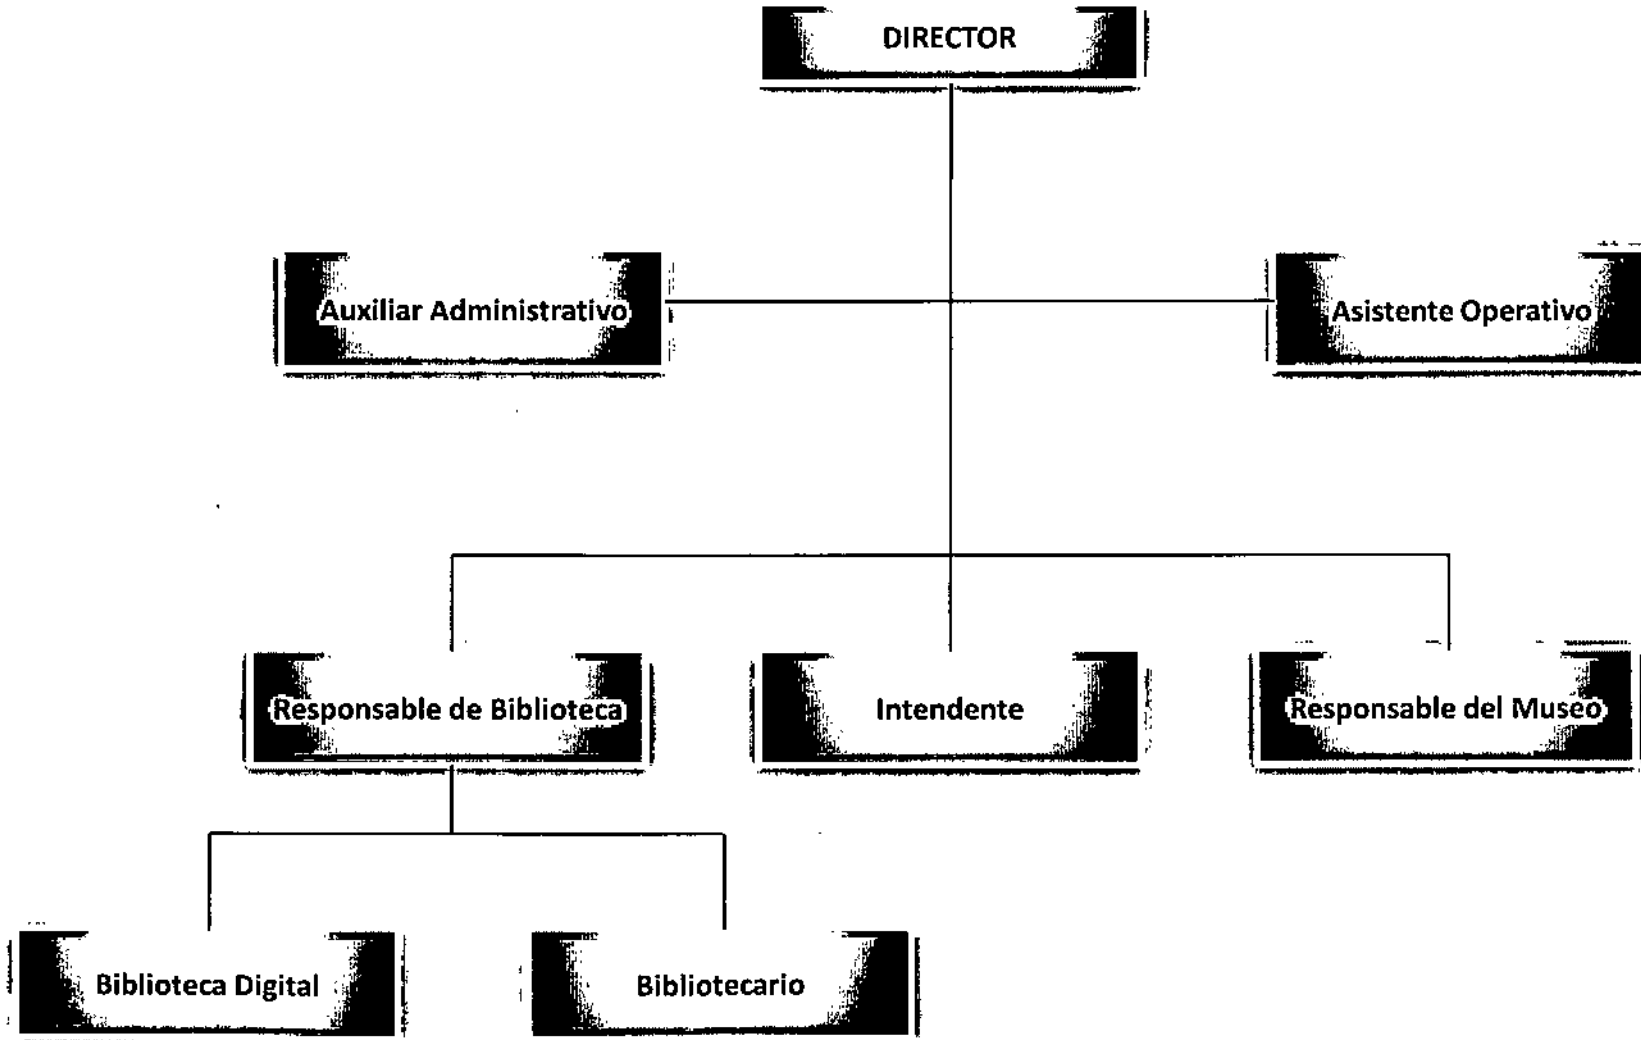 DIRECTOR
Auxiliar Administrativo
Asistente Operativo
Responsable de Biblioteca
Intendente
Responsable del Museo
Biblioteca Digital
Bibliotecario